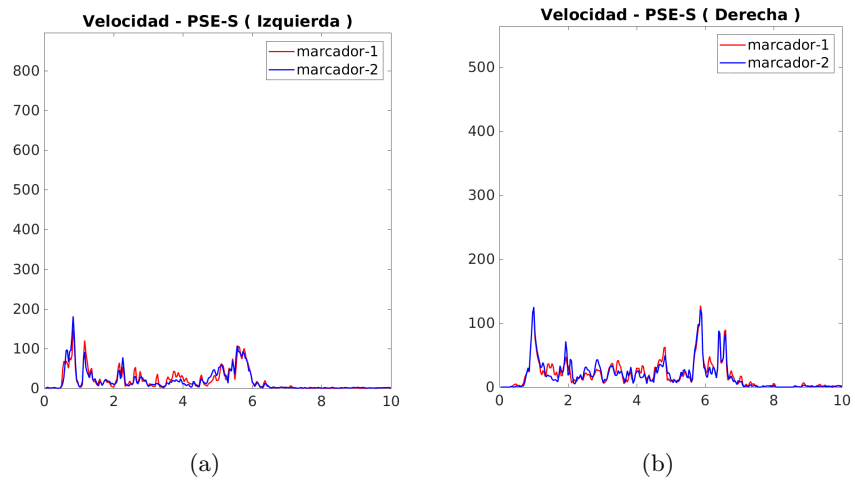 Velocidad - PSE-S ( Izquierda )
marcador-1
marcador-2
800
700
600
500
400
300
200
100
0
0 2 4 6 8 10
(a)
Velocidad - PSE-S ( Derecha )
marcador-1
marcador-2
500
400
300
200
100
0
0 2 4 6 8 10
(b)